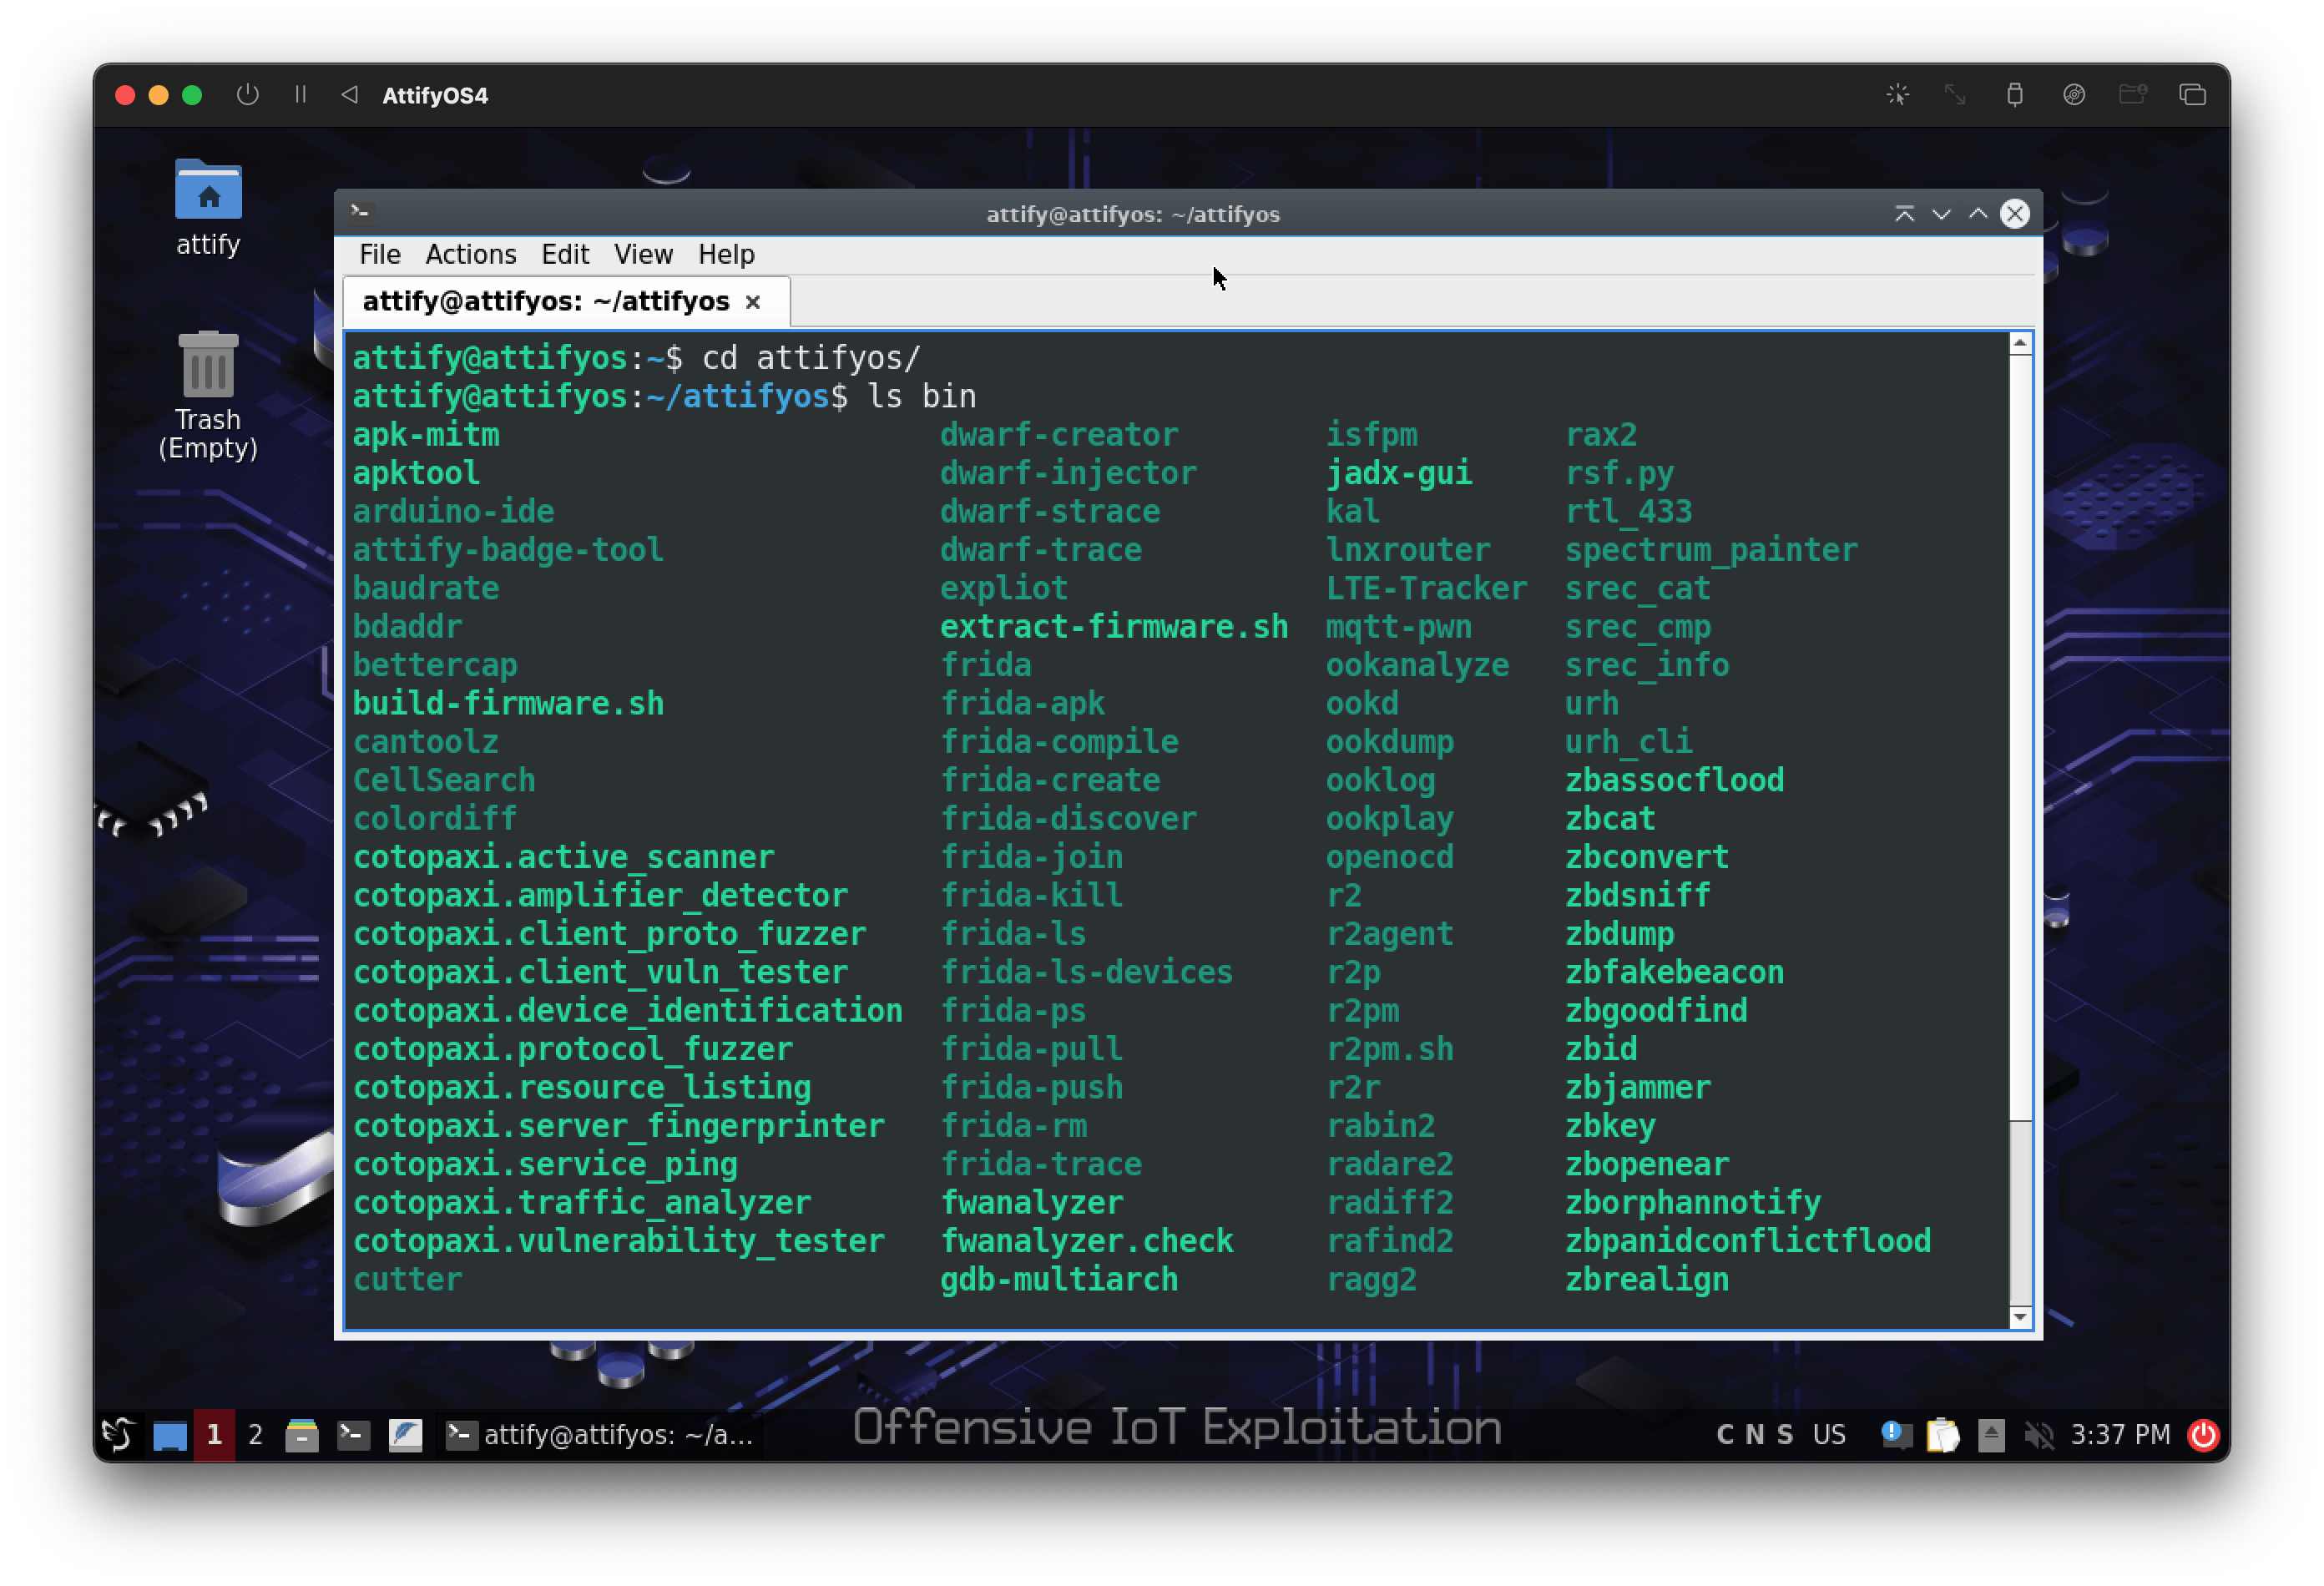 AttifyOS4
attify
Trash
(Empty)
attify@attifyos: ~/attifyos
File Actions Edit View Help
attify@attifyos: ~/attifyos ×
attify@attifyos:~$ cd attifyos/
attify@attifyos:~/attifyos$ ls bin
apk-mitm dwarf-creator isfpm rax2
apktool dwarf-injector jadx-gui rsf.py
arduino-ide dwarf-strace kal rtl_433
attify-badge-tool dwarf-trace lnxrouter spectrum_painter
baudrate expliot LTE-Tracker srec_cat
bdaddr extract-firmware.sh mqtt-pwn srec_cmp
bettercap frida ookanalyze srec_info
build-firmware.sh frida-apk ookd urh
cantoolz frida-compile ookdump urh_cli
CellSearch frida-create ooklog zbassocflood
colordiff frida-discover ookplay zbcat
cotopaxi.active_scanner frida-join openocd zbconvert
cotopaxi.amplifier_detector frida-kill r2 zbdsniff
cotopaxi.client_proto_fuzzer frida-ls r2agent zbdump
cotopaxi.client_vuln_tester frida-ls-devices r2p zbfakebeacon
cotopaxi.device_identification frida-ps r2pm zbgoodfind
cotopaxi.protocol_fuzzer frida-pull r2pm.sh zbid
cotopaxi.resource_listing frida-push r2r zbjammer
cotopaxi.server_fingerprinter frida-rm rabin2 zbkey
cotopaxi.service_ping frida-trace radare2 zbopenear
cotopaxi.traffic_analyzer fwanalyzer radiff2 zborphannotify
cotopaxi.vulnerability_tester fwanalyzer.check rafind2 zbpanidconflictflood
cutter gdb-multiarch ragg2 zbrealign
1 2 attify@attifyos: ~/a... Offensive IoT Exploitation C N S US 3:37 PM